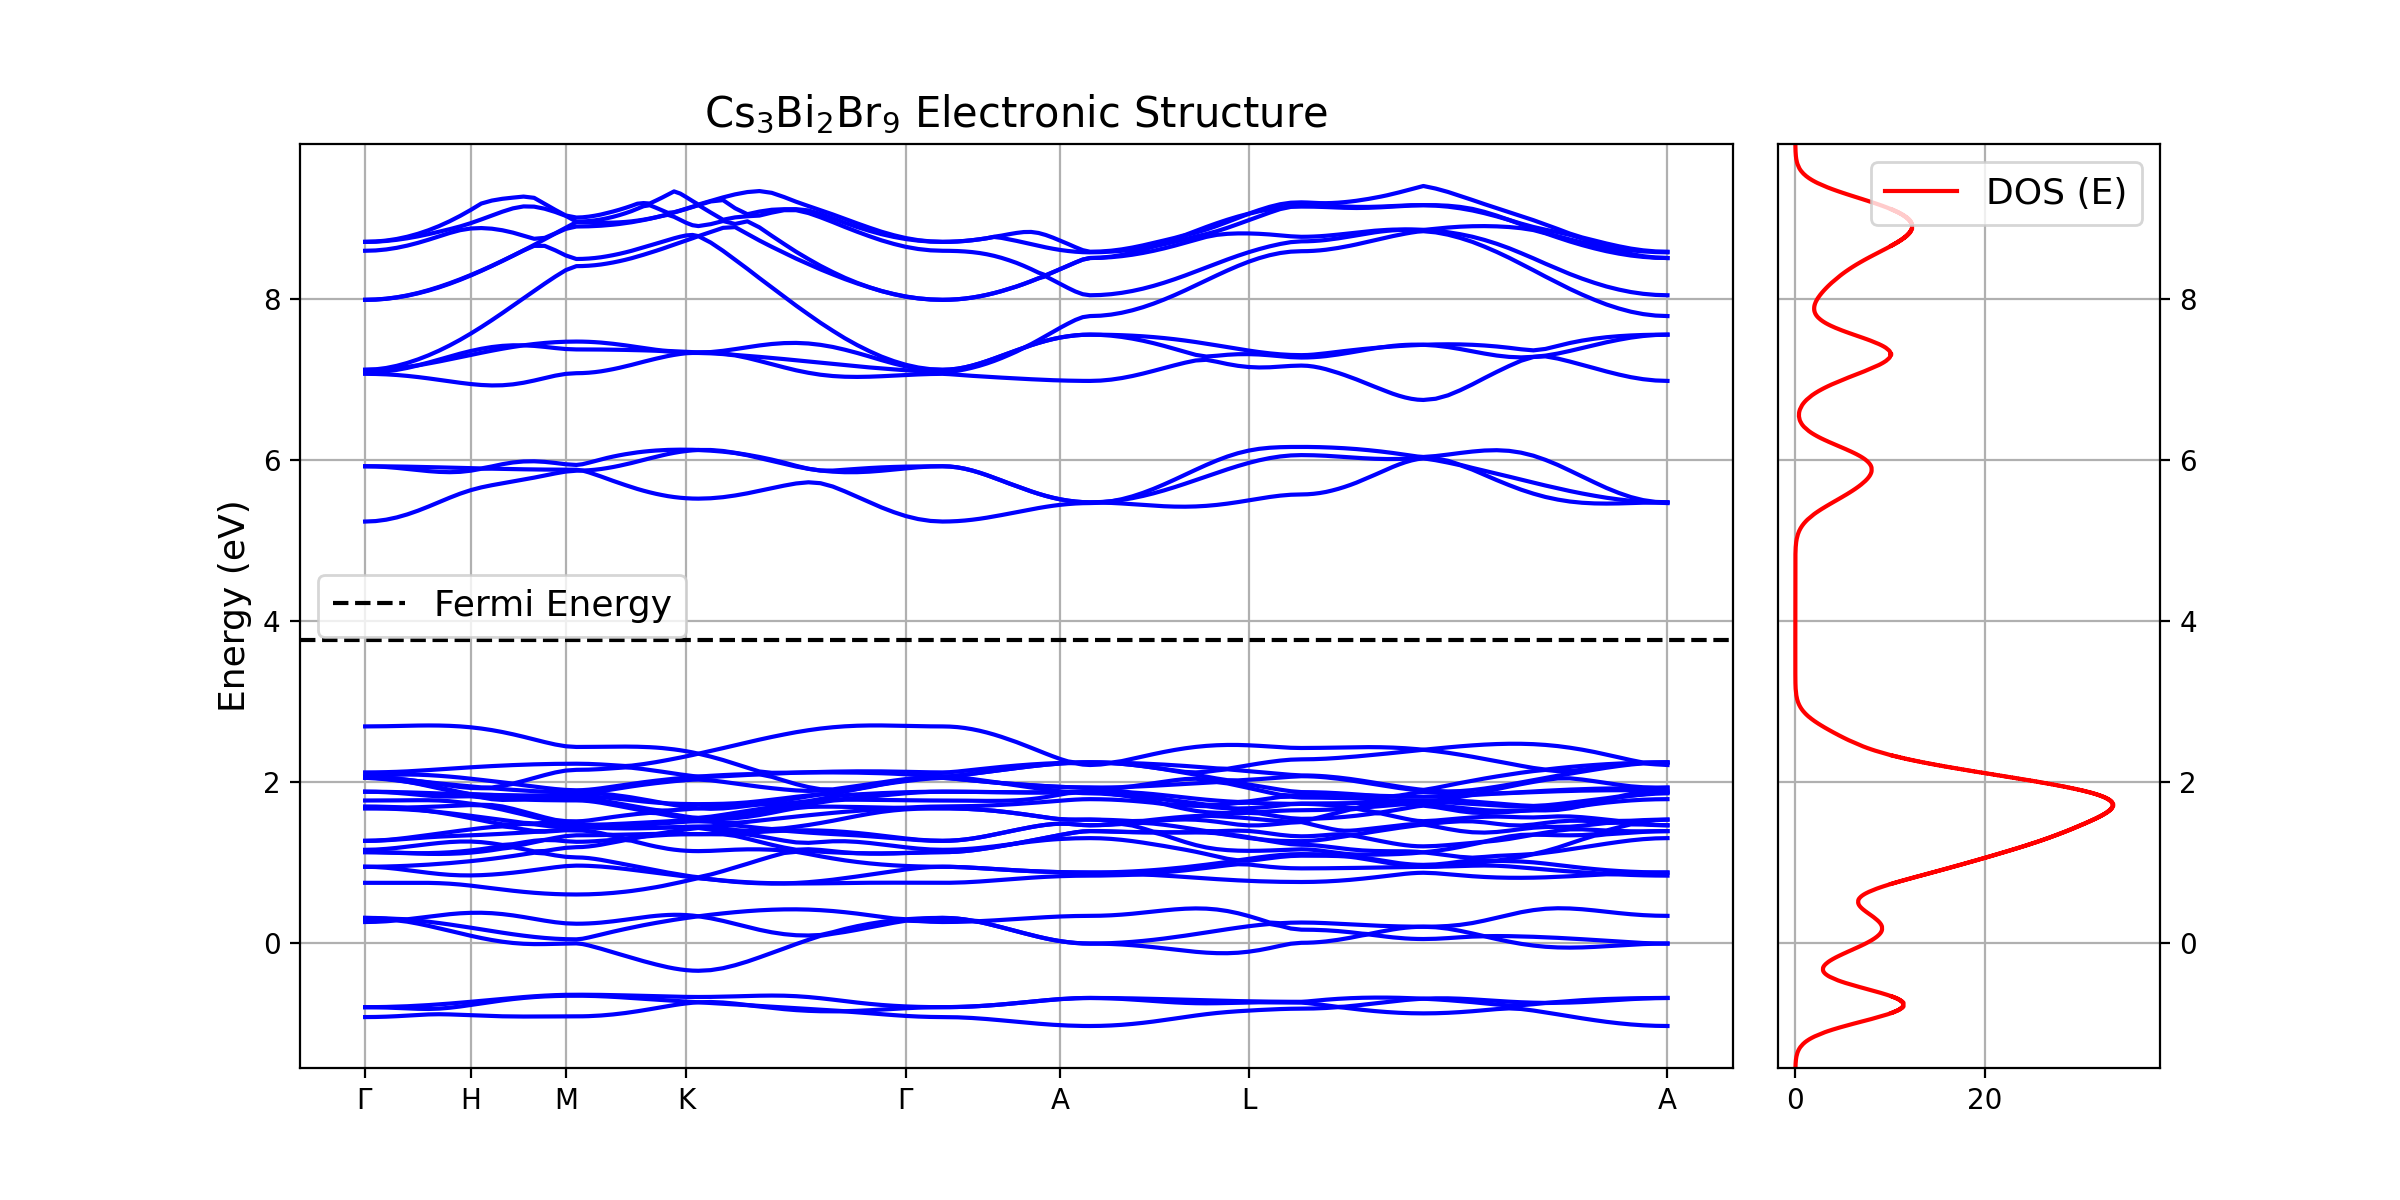 Cs₃Bi₂Br₉ Electronic Structure
DOS (E)
8
8
6
6
Fermi Energy
4
4
Energy (eV)
2
2
0
0
Γ H M K Γ A L A
0 20